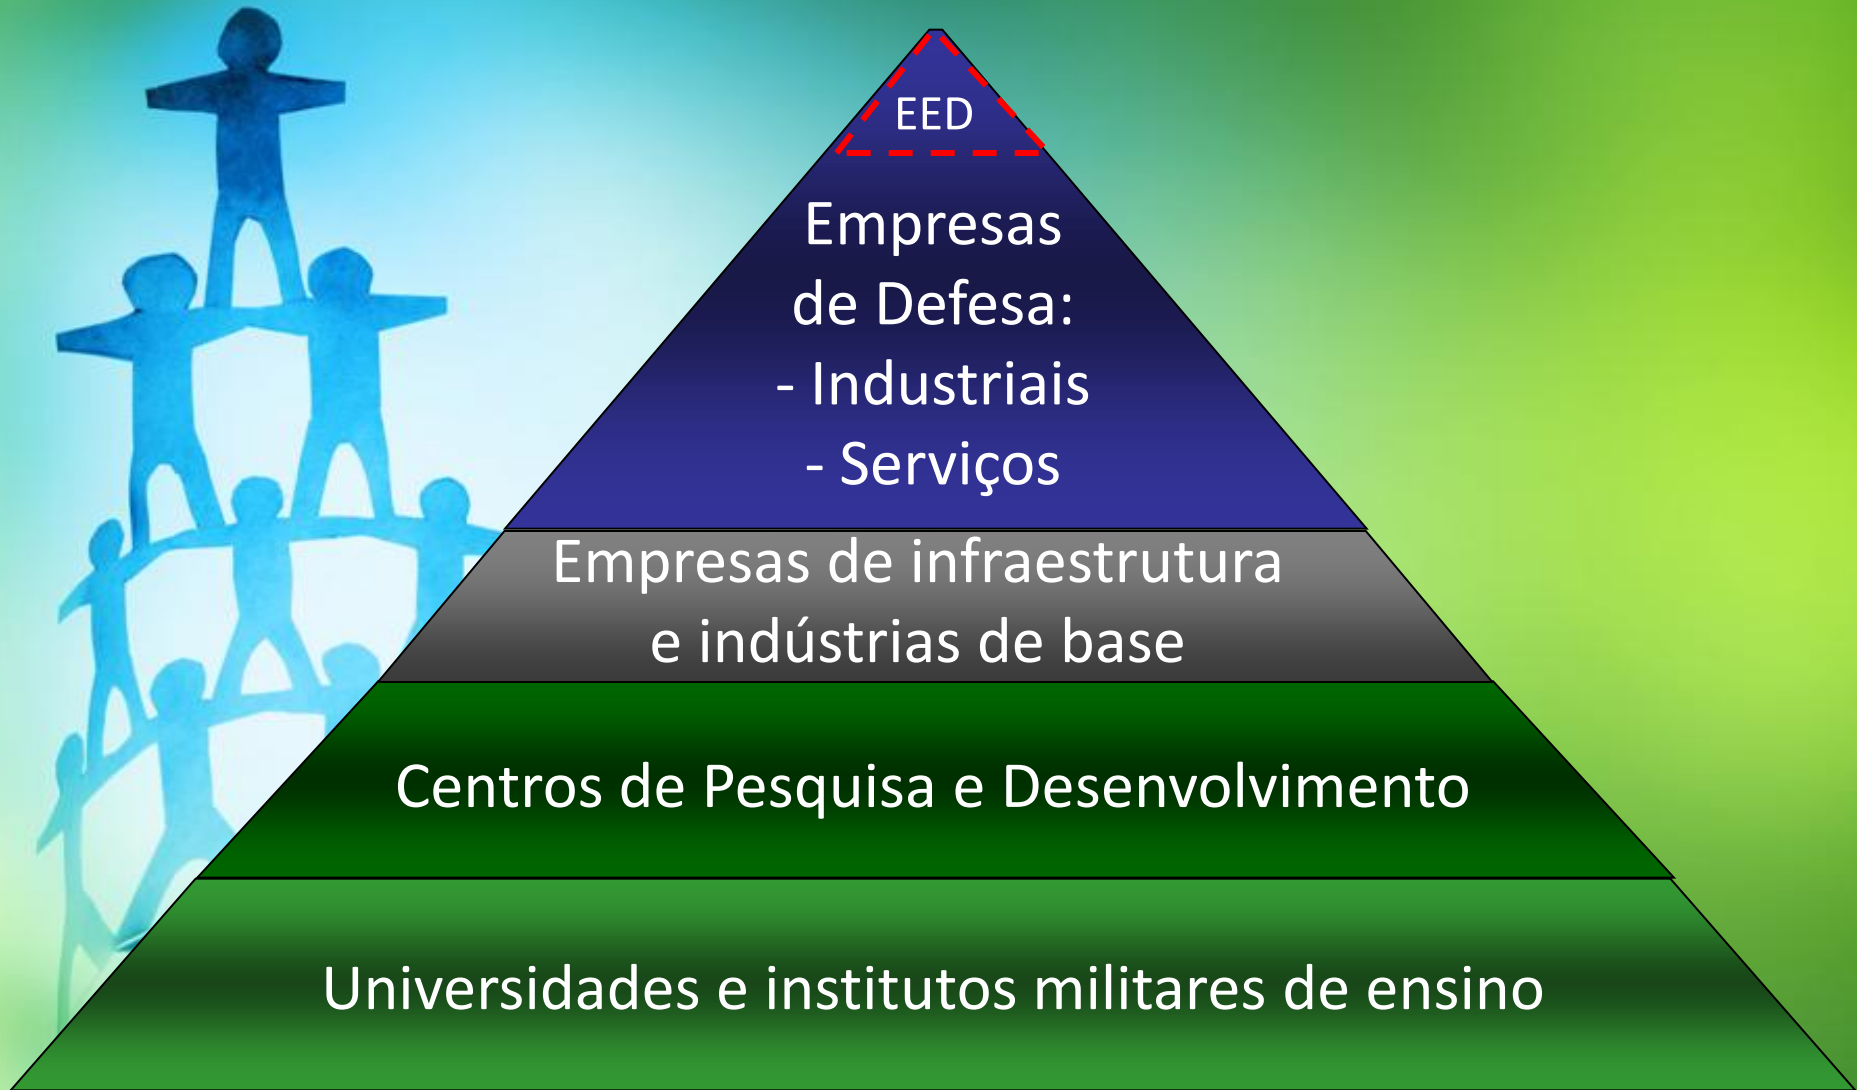 EED
Empresas
de Defesa:
- Industriais
- Serviços
Empresas de infraestrutura
e indústrias de base
Centros de Pesquisa e Desenvolvimento
Universidades e institutos militares de ensino